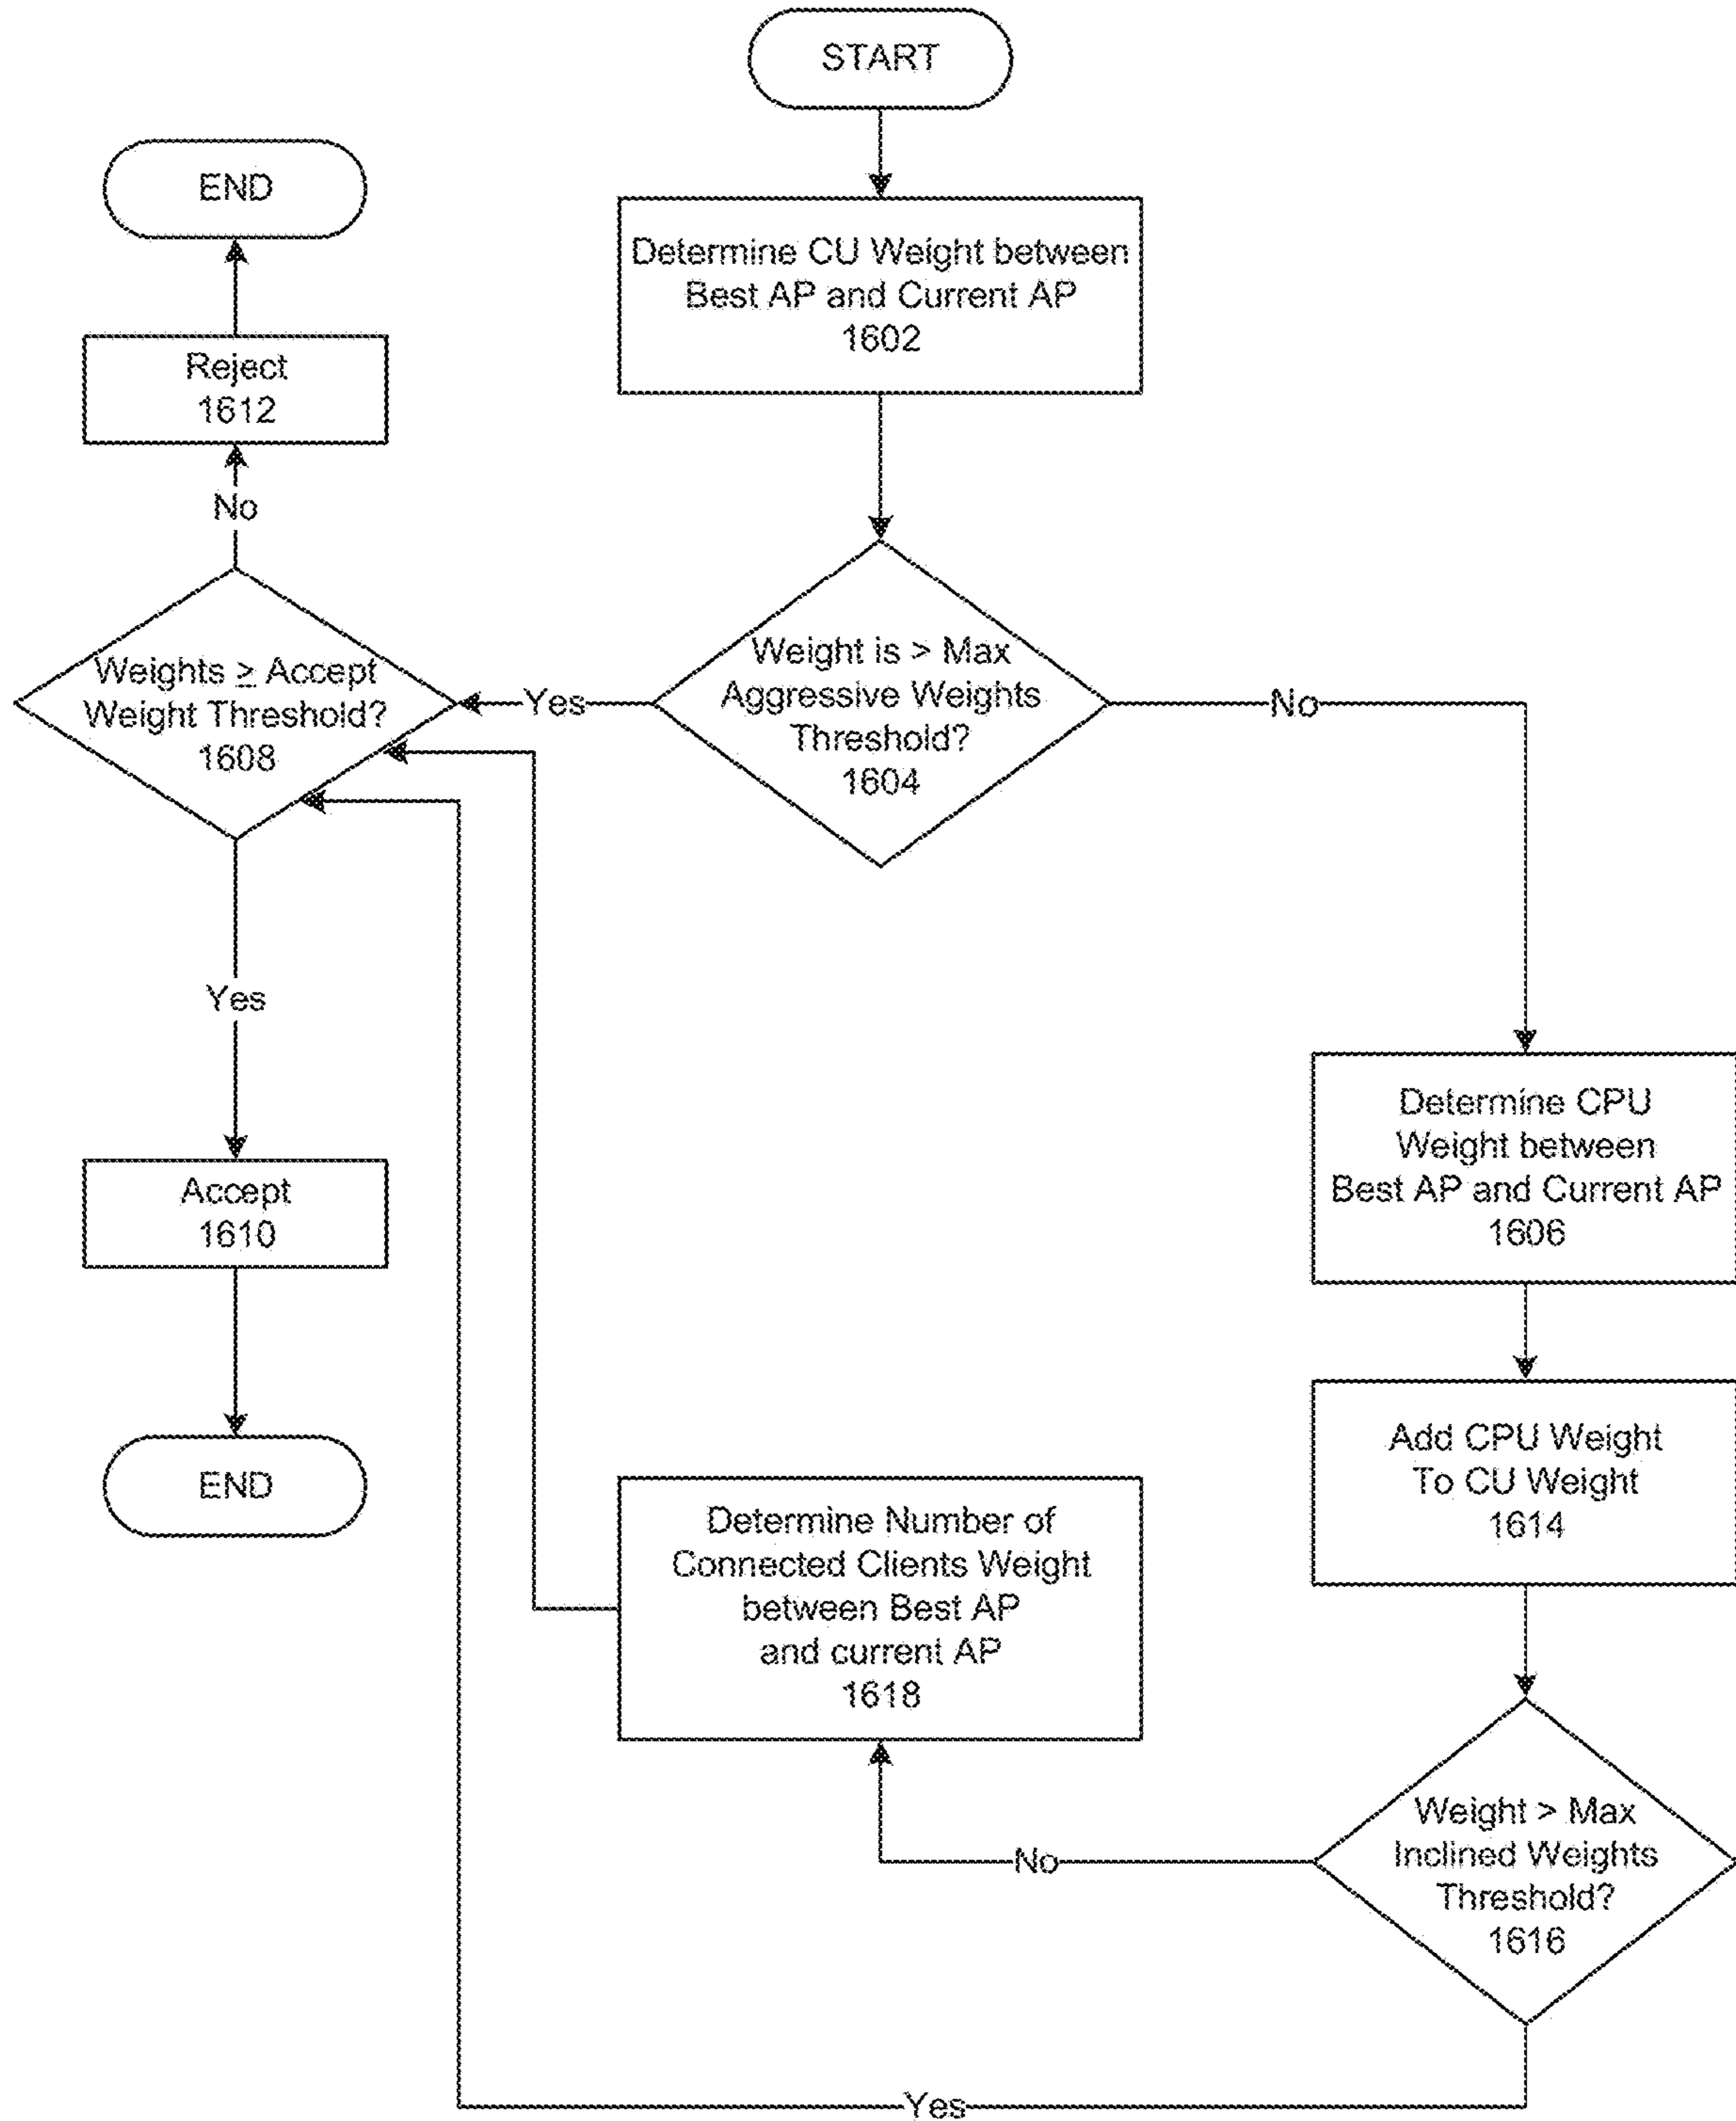 START
END
Determine CU Weight between
Best AP and Current AP
1602
Reject
1612
No
Weights ≥ Accept
Weight Threshold?
1608
Yes
Weight is > Max
Aggressive Weights
Threshold?
1604
No
Yes
Accept
1610
END
Determine CPU
Weight between
Best AP and Current AP
1606
Add CPU Weight
To CU Weight
1614
Determine Number of
Connected Clients Weight
between Best AP
and current AP
1618
No
Weight > Max
Inclined Weights
Threshold?
1616
Yes